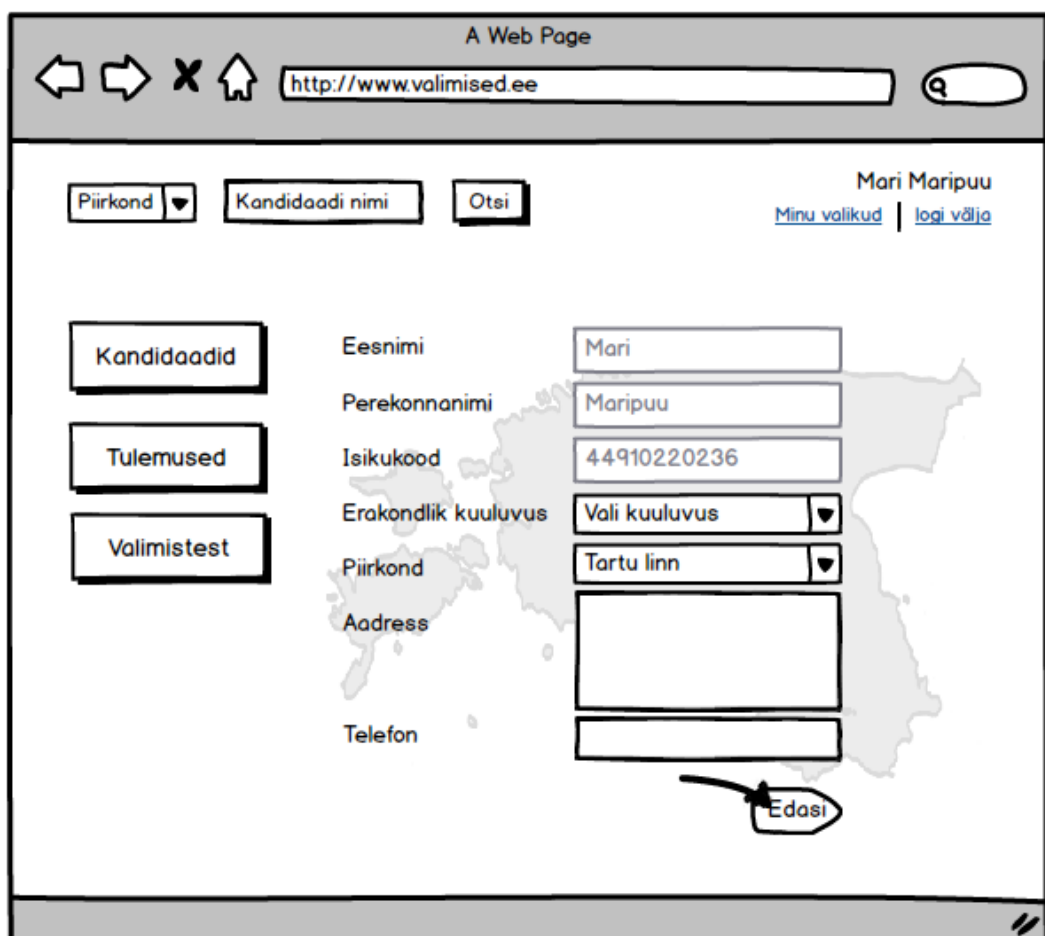 A Web Page
http://www.valimised.ee
Piirkond
Kandidaadi nimi
Otsi
Mari Maripuu
Minu valikud
logi välja
Kandidaadid
Tulemused
Valimistest
Eesnimi
Mari
Perekonnanimi
Maripuu
Isikukood
44910220236
Erakondlik kuuluvus
Vali kuuluvus
Piirkond
Tartu linn
Aadress
Telefon
Edasi